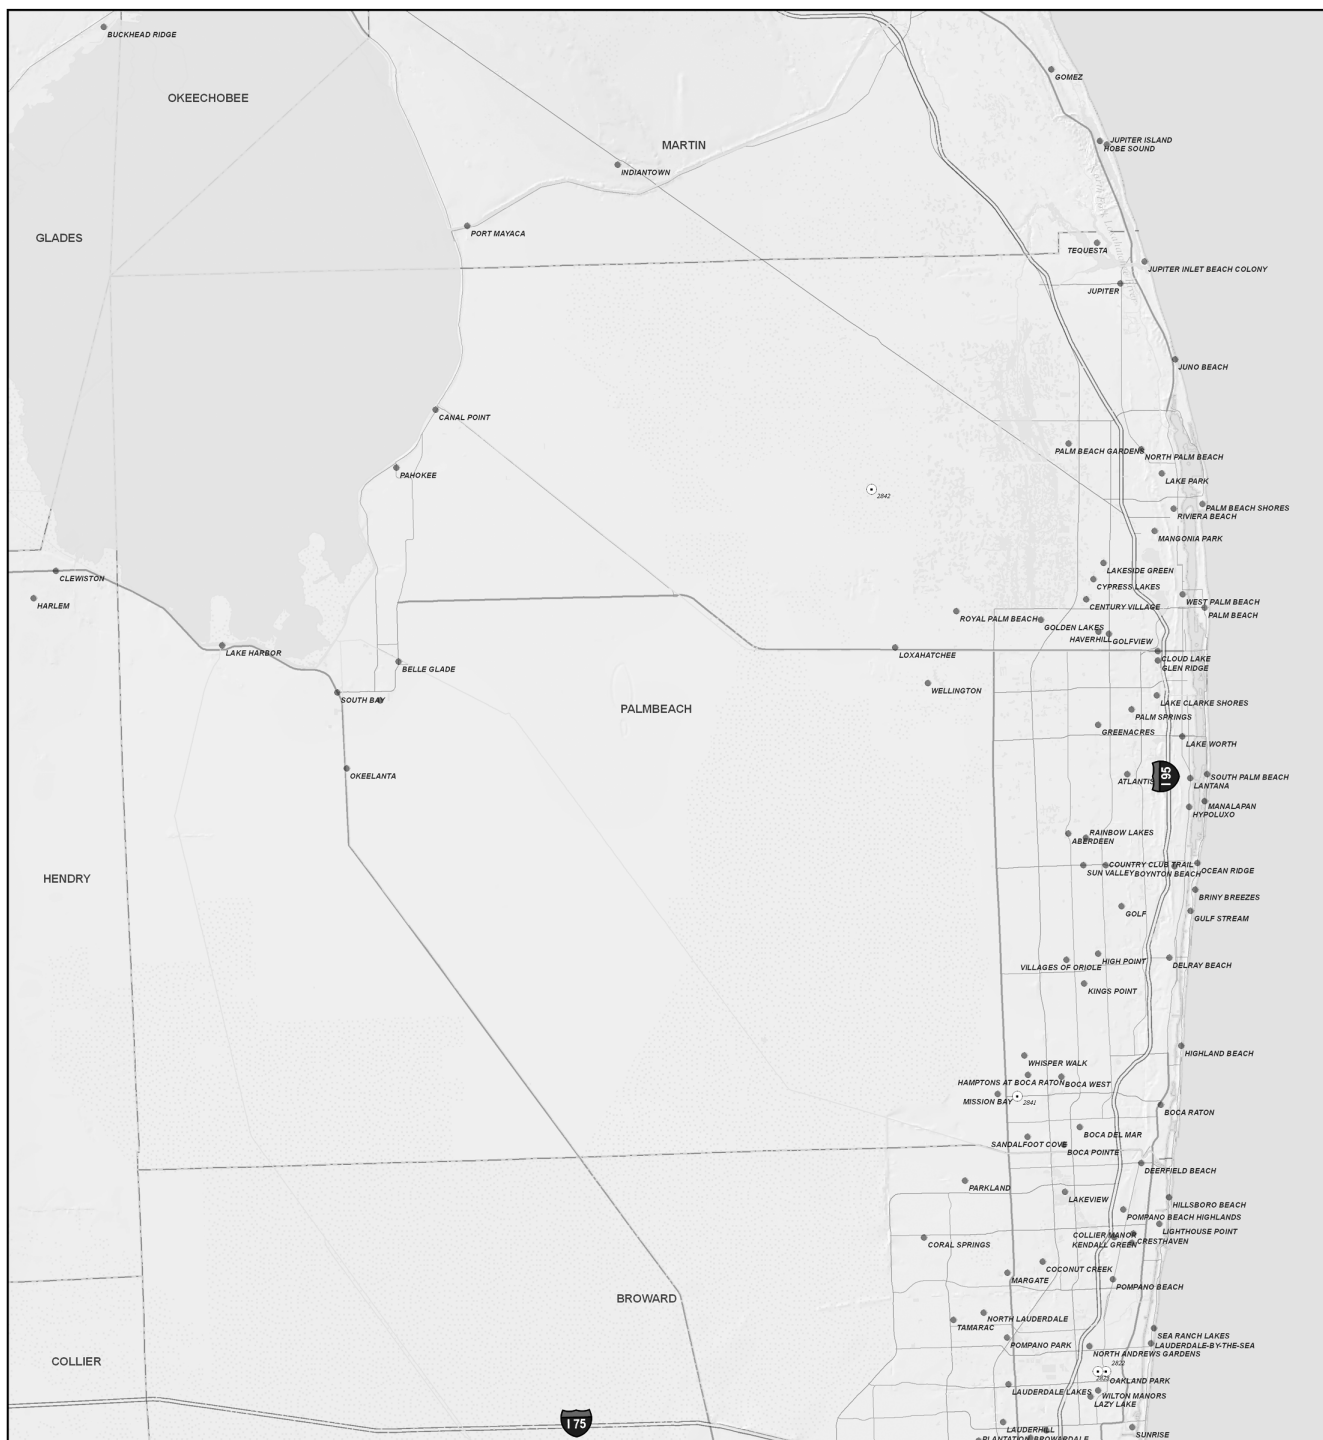 BUCKHEAD RIDGE
GOMEZ
OKEECHOBEE
JUPITER ISLAND
HOBE SOUND
MARTIN
INDIANTOWN
GLADES
PORT MAYACA
TEQUESTA
JUPITER INLET BEACH COLONY
JUPITER
JUNO BEACH
CANAL POINT
PALM BEACH GARDENS
NORTH PALM BEACH
PAHOKEE
LAKE PARK
2842
PALM BEACH SHORES
RIVIERA BEACH
MANGONIA PARK
LAKESIDE GREEN
CLEWISTON
CYPRESS LAKES
HARLEM
CENTURY VILLAGE
WEST PALM BEACH
PALM BEACH
ROYAL PALM BEACH
GOLDEN LAKES
HAVERHILL
GOLFVIEW
LAKE HARBOR
LOXAHATCHEE
CLOUD LAKE
GLEN RIDGE
BELLE GLADE
WELLINGTON
SOUTH BAY
LAKE CLARKE SHORES
PALMBEACH
PALM SPRINGS
GREENACRES
LAKE WORTH
OKEELANTA
ATLANTIS
I 95
SOUTH PALM BEACH
LANTANA
MANALAPAN
HYPOLUXO
RAINBOW LAKES
ABERDEEN
COUNTRY CLUB TRAIL
SUN VALLEY
BOYNTON BEACH
OCEAN RIDGE
HENDRY
BRINY BREEZES
GOLF
GULF STREAM
HIGH POINT
VILLAGES OF ORIOLE
DELRAY BEACH
KINGS POINT
HIGHLAND BEACH
WHISPER WALK
HAMPTONS AT BOCA RATON
BOCA WEST
MISSION BAY
2841
BOCA RATON
BOCA DEL MAR
SANDALFOOT COVE
BOCA POINTE
DEERFIELD BEACH
PARKLAND
LAKEVIEW
HILLSBORO BEACH
POMPANO BEACH HIGHLANDS
LIGHTHOUSE POINT
COLLIER MANOR
CRESTHAVEN
KENDALL GREEN
CORAL SPRINGS
COCONUT CREEK
MARGATE
POMPANO BEACH
BROWARD
NORTH LAUDERDALE
TAMARAC
SEA RANCH LAKES
POMPANO PARK
LAUDERDALE-BY-THE-SEA
NORTH ANDREWS GARDENS
COLLIER
2822
2825
OAKLAND PARK
LAUDERDALE LAKES
WILTON MANORS
LAZY LAKE
I 75
LAUDERHILL
SUNRISE
PLANTATION
BROWARDALE